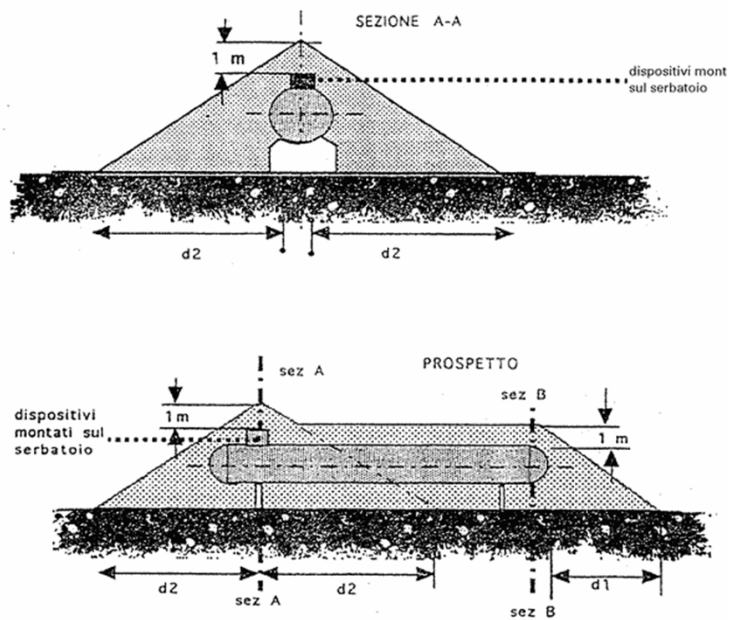 SEZIONE A-A
1 m
dispositivi mont
sul serbatoio
d2
d2
PROSPETTO
sez A
sez B
dispositivi
montati sul
serbatoio
1 m
1 m
d2
d2
d1
sez A
sez B